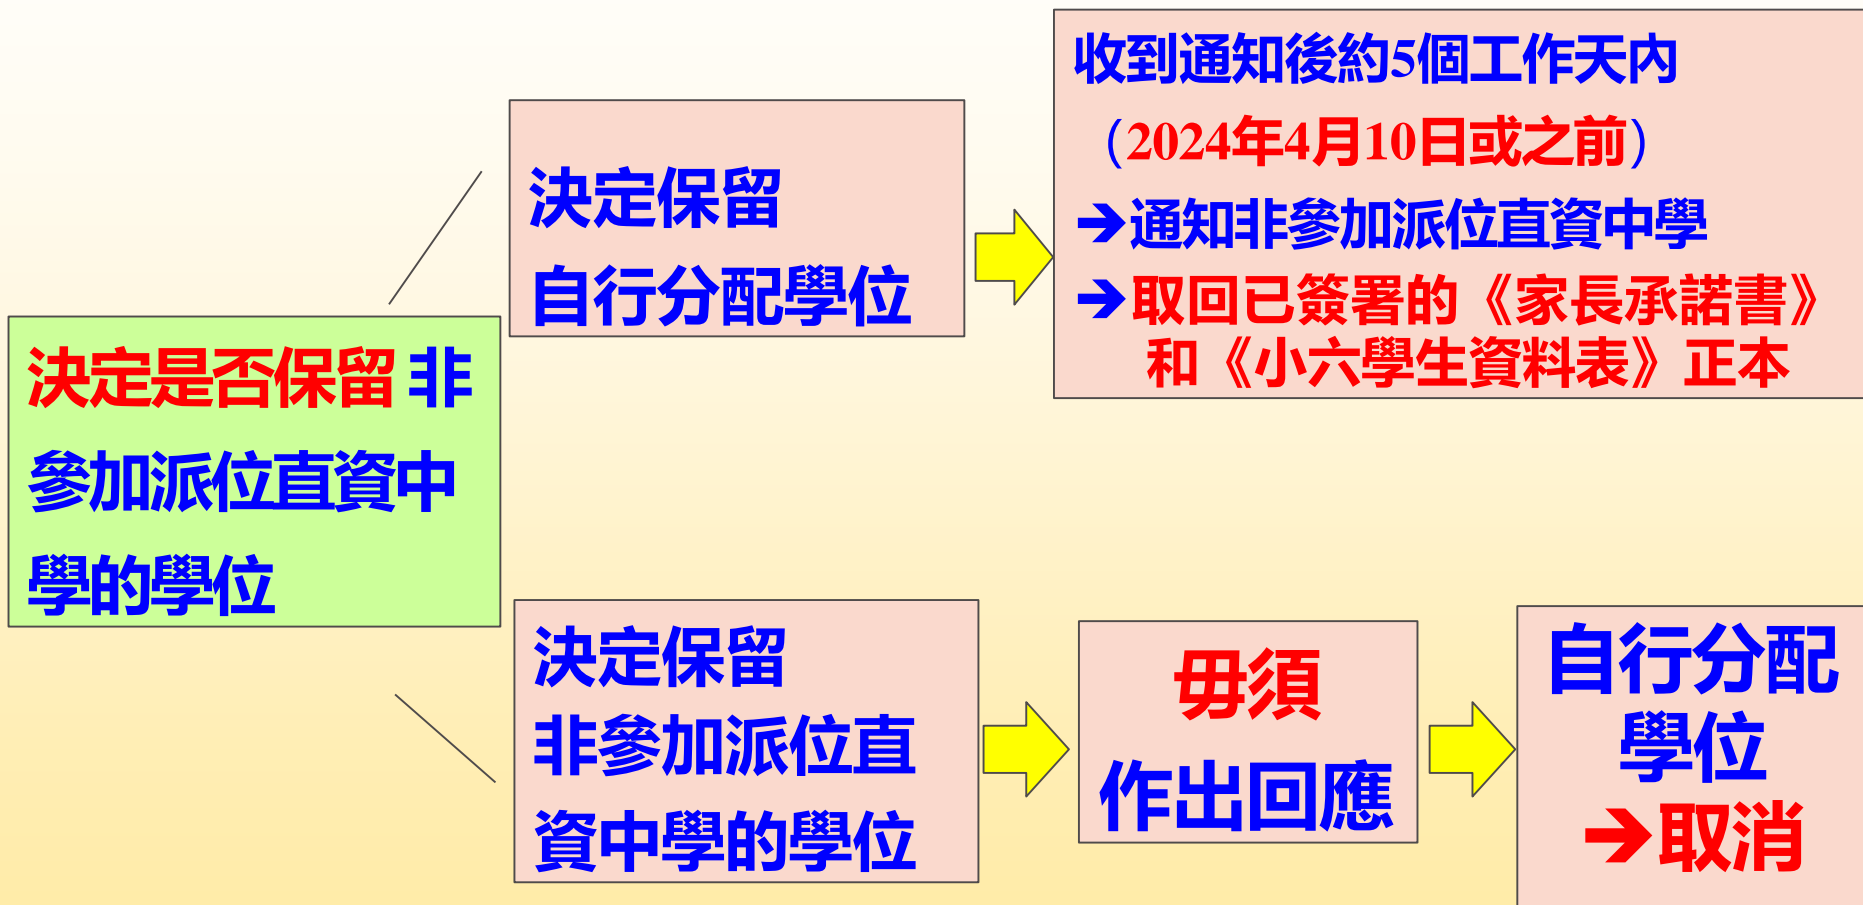 決定是否保留 非
參加派位直資中
學的學位
決定保留
自行分配學位
收到通知後約5個工作天內
（2024年4月10日或之前）
➔通知非參加派位直資中學
➔取回已簽署的《家長承諾書》
和《小六學生資料表》正本
決定保留
非參加派位直
資中學的學位
毋須
作出回應
自行分配
學位
➔取消